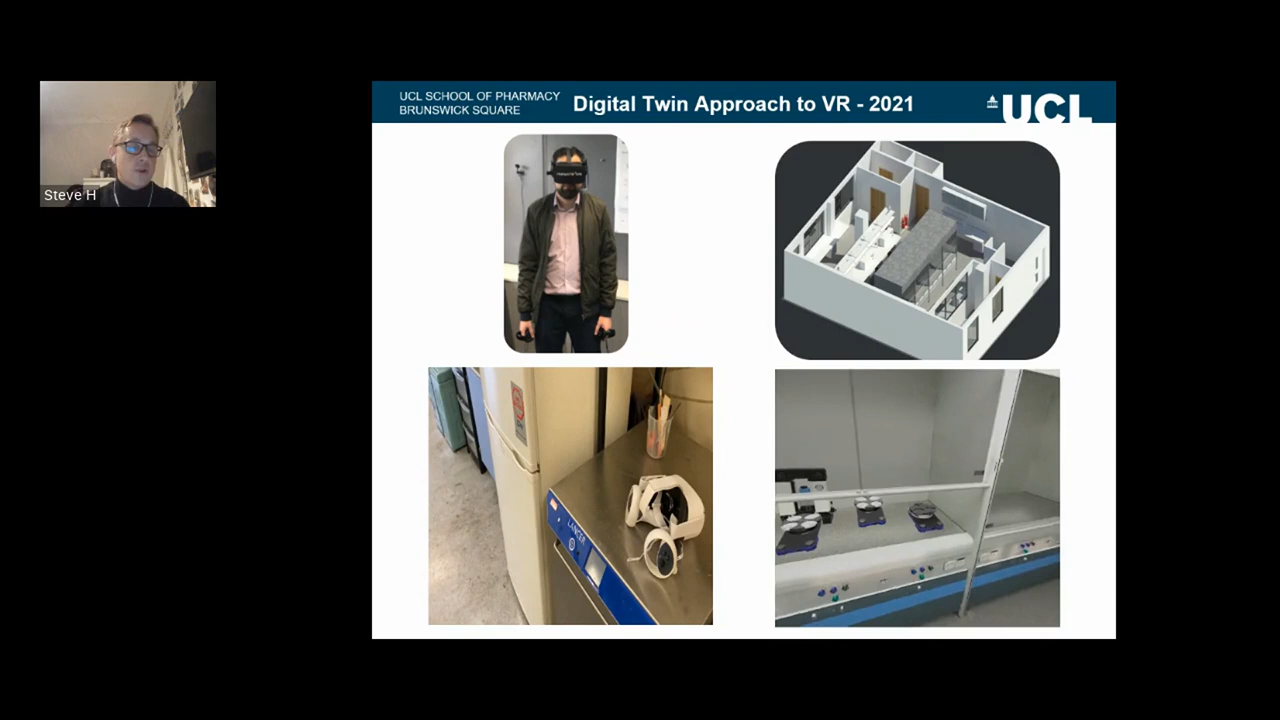 Steve H
UCL SCHOOL OF PHARMACY
BRUNSWICK SQUARE
Digital Twin Approach to VR - 2021
UCL
LANCER